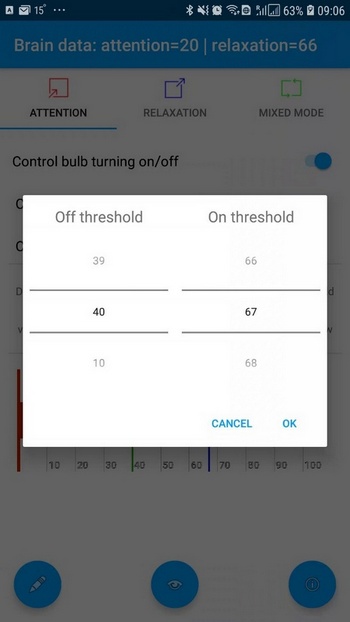 15° ... 63% 09:06
Brain data: attention=20 | relaxation=66
ATTENTION RELAXATION MIXED MODE
Control bulb turning on/off
C
Off threshold On threshold
C
39 66
D d
40 67
v w
10 68
CANCEL OK
10 20 30 40 50 60 70 80 90 100